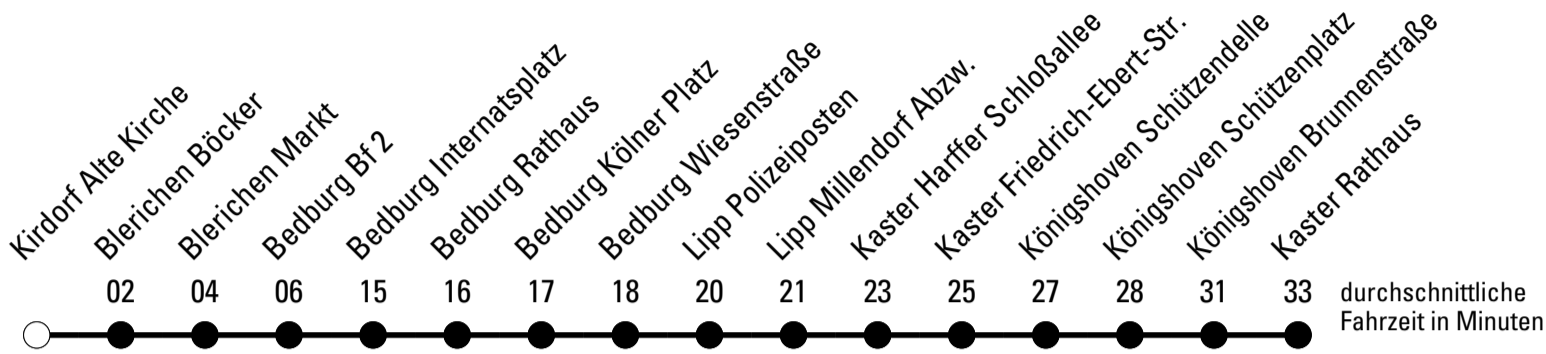 Kirdorf Alte Kirche
Blerichen Böcker
Blerichen Markt
Bedburg Bf 2
Bedburg Internatsplatz
Bedburg Rathaus
Bedburg Kölner Platz
Bedburg Wiesenstraße
Lipp Polizeiposten
Lipp Millendorf Abzw.
Kaster Harffer Schloßallee
Kaster Friedrich-Ebert-Str.
Königshoven Schützendelle
Königshoven Schützenplatz
Königshoven Brunnenstraße
Kaster Rathaus
02 04 06 15 16 17 18 20 21 23 25 27 28 31 33
durchschnittliche
Fahrzeit in Minuten